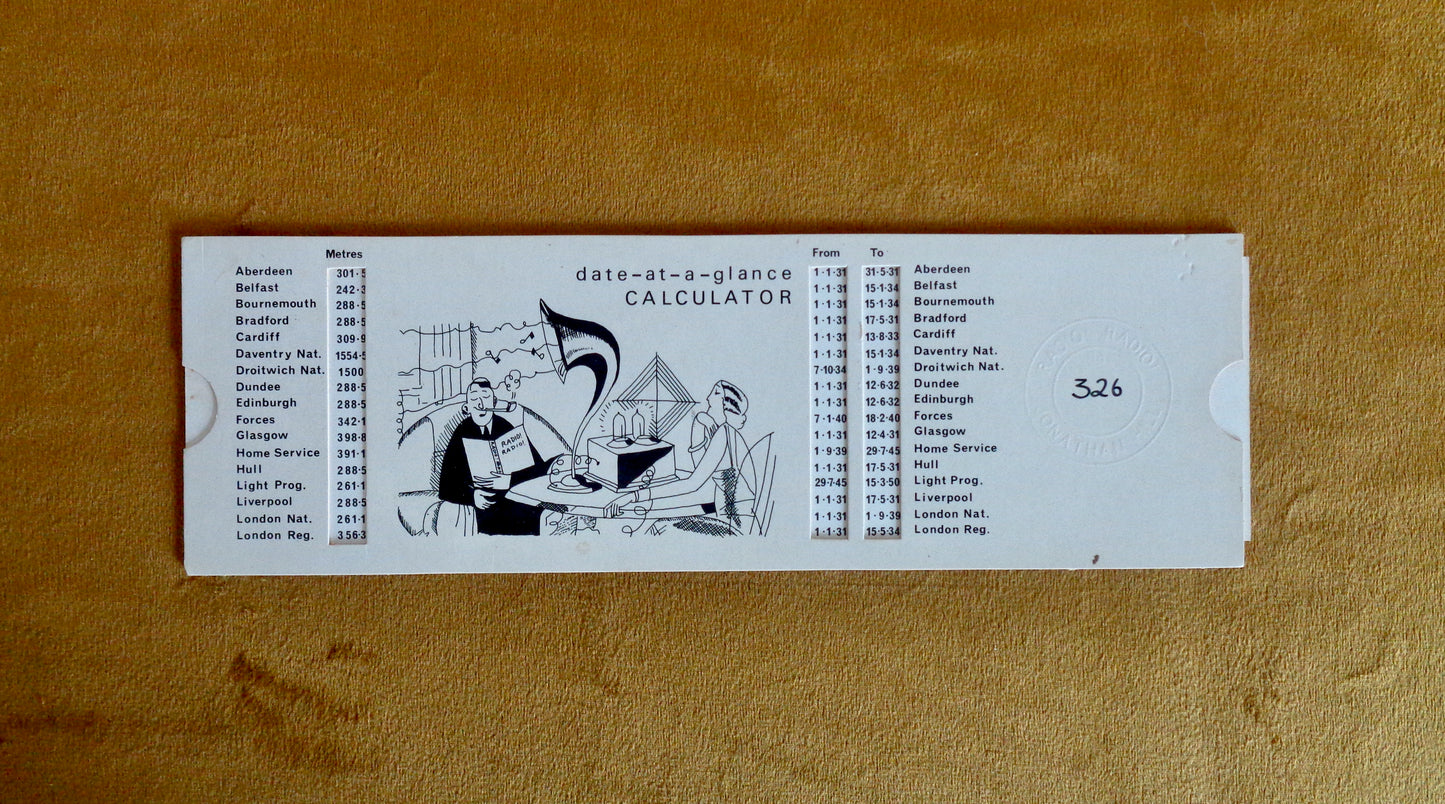 Metres
Aberdeen 301·5
Belfast 242·3
Bournemouth 288·5
Bradford 288·5
Cardiff 309·9
Daventry Nat. 1554·5
Droitwich Nat. 1500
Dundee 288·5
Edinburgh 288·5
Forces 342·1
Glasgow 398·8
Home Service 391·1
Hull 288·5
Light Prog. 261·1
Liverpool 288·5
London Nat. 261·1
London Reg. 356·3
date-at-a-glance
CALCULATOR
RADIO!
RADIO!
From To
1·1·31 31·5·31 Aberdeen
1·1·31 15·1·34 Belfast
1·1·31 15·1·34 Bournemouth
1·1·31 17·5·31 Bradford
1·1·31 13·8·33 Cardiff
1·1·31 15·1·34 Daventry Nat.
7·10·34 1·9·39 Droitwich Nat.
1·1·31 12·6·32 Dundee
1·1·31 12·6·32 Edinburgh
7·1·40 18·2·40 Forces
1·1·31 12·4·31 Glasgow
1·9·39 29·7·45 Home Service
1·1·31 17·5·31 Hull
29·7·45 15·3·50 Light Prog.
1·1·31 17·5·31 Liverpool
1·1·31 1·9·39 London Nat.
1·1·31 15·5·34 London Reg.
RADIO! RADIO!
326
JONATHAN